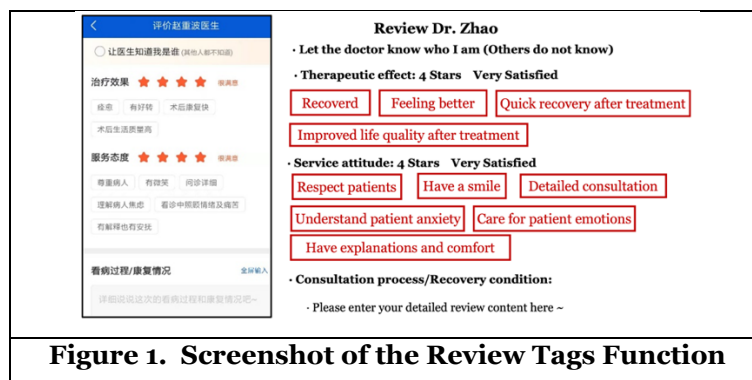 评价赵重波医生
让医生知道我是谁 (其他人都不知道)
治疗效果 很满意
痊愈 有好转 术后康复快
术后生活质量高
服务态度 很满意
尊重病人 有微笑 问诊详细
理解病人焦虑 看诊中照顾情绪及痛苦
有解释也有安抚
看病过程/康复情况 全屏输入
详细说说这次的看病过程和康复情况吧~
Review Dr. Zhao
· Let the doctor know who I am (Others do not know)
· Therapeutic effect: 4 Stars Very Satisfied
Recoverd Feeling better Quick recovery after treatment
Improved life quality after treatment
· Service attitude: 4 Stars Very Satisfied
Respect patients Have a smile Detailed consultation
Understand patient anxiety Care for patient emotions
Have explanations and comfort
· Consultation process/Recovery condition:
· Please enter your detailed review content here ~
Figure 1. Screenshot of the Review Tags Function